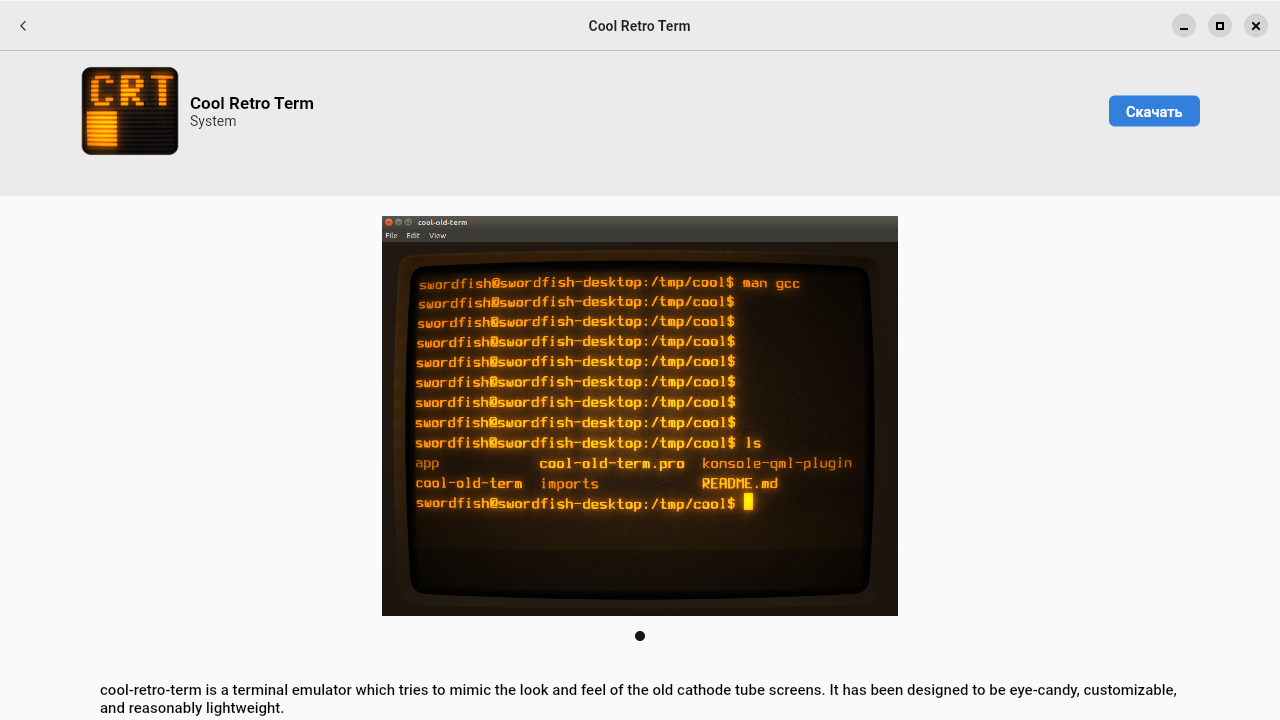 Cool Retro Term
CRT
Cool Retro Term
System
Скачать
cool-old-term
File Edit View
swordfish@swordfish-desktop:/tmp/cool$ man gcc
swordfish@swordfish-desktop:/tmp/cool$
swordfish@swordfish-desktop:/tmp/cool$
swordfish@swordfish-desktop:/tmp/cool$
swordfish@swordfish-desktop:/tmp/cool$
swordfish@swordfish-desktop:/tmp/cool$
swordfish@swordfish-desktop:/tmp/cool$
swordfish@swordfish-desktop:/tmp/cool$
swordfish@swordfish-desktop:/tmp/cool$ ls
app cool-old-term.pro konsole-qml-plugin
cool-old-term imports README.md
swordfish@swordfish-desktop:/tmp/cool$
cool-retro-term is a terminal emulator which tries to mimic the look and feel of the old cathode tube screens. It has been designed to be eye-candy, customizable,
and reasonably lightweight.